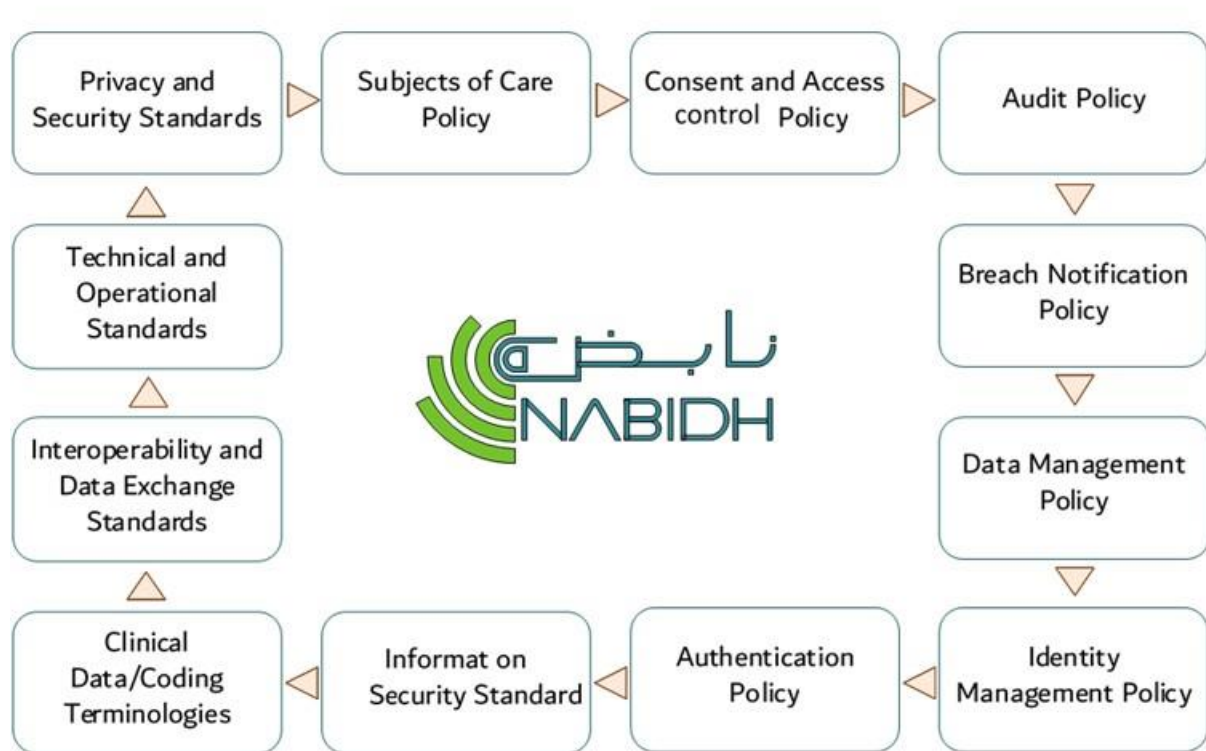 Privacy and
Security Standards
Subjects of Care
Policy
Consent and Access
control Policy
Audit Policy
Technical and
Operational
Standards
Breach Notification
Policy
نابض
NABIDH
Interoperability and
Data Exchange
Standards
Data Management
Policy
Clinical
Data/Coding
Terminologies
Informat on
Security Standard
Authentication
Policy
Identity
Management Policy